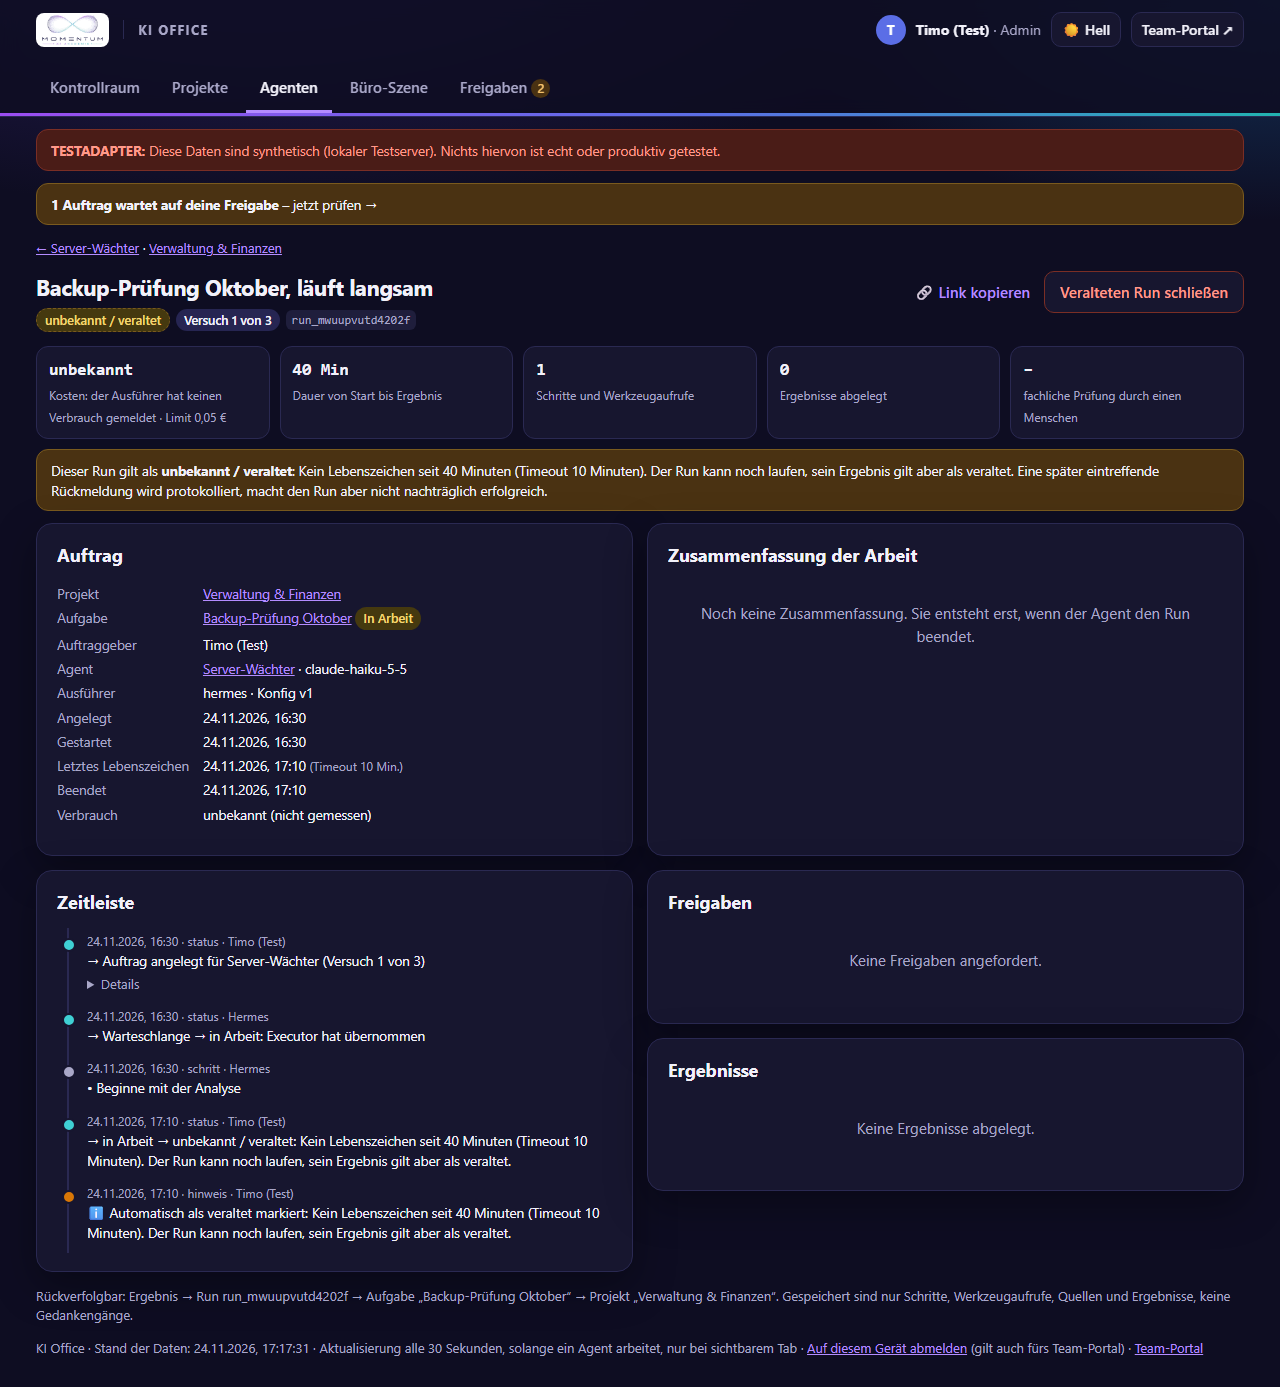 MOMENTUM
KI OFFICE
T Timo (Test) · Admin
Hell
Team-Portal ↗
Kontrollraum
Projekte
Agenten
Büro-Szene
Freigaben 2
TESTADAPTER: Diese Daten sind synthetisch (lokaler Testserver). Nichts hiervon ist echt oder produktiv getestet.
1 Auftrag wartet auf deine Freigabe – jetzt prüfen →
← Server-Wächter · Verwaltung & Finanzen
Backup-Prüfung Oktober, läuft langsam
Link kopieren
Veralteten Run schließen
unbekannt / veraltet
Versuch 1 von 3
run_mwuupvutd4202f
unbekannt
Kosten: der Ausführer hat keinen
Verbrauch gemeldet · Limit 0,05 €
40 Min
Dauer von Start bis Ergebnis
1
Schritte und Werkzeugaufrufe
0
Ergebnisse abgelegt
–
fachliche Prüfung durch einen
Menschen
Dieser Run gilt als unbekannt / veraltet: Kein Lebenszeichen seit 40 Minuten (Timeout 10 Minuten). Der Run kann noch laufen, sein Ergebnis gilt aber als veraltet. Eine später eintreffende
Rückmeldung wird protokolliert, macht den Run aber nicht nachträglich erfolgreich.
Auftrag
Projekt Verwaltung & Finanzen
Aufgabe Backup-Prüfung Oktober In Arbeit
Auftraggeber Timo (Test)
Agent Server-Wächter · claude-haiku-5-5
Ausführer hermes · Konfig v1
Angelegt 24.11.2026, 16:30
Gestartet 24.11.2026, 16:30
Letztes Lebenszeichen 24.11.2026, 17:10 (Timeout 10 Min.)
Beendet 24.11.2026, 17:10
Verbrauch unbekannt (nicht gemessen)
Zusammenfassung der Arbeit
Noch keine Zusammenfassung. Sie entsteht erst, wenn der Agent den Run
beendet.
Zeitleiste
24.11.2026, 16:30 · status · Timo (Test)
→ Auftrag angelegt für Server-Wächter (Versuch 1 von 3)
▶ Details
24.11.2026, 16:30 · status · Hermes
→ Warteschlange → in Arbeit: Executor hat übernommen
24.11.2026, 16:30 · schritt · Hermes
• Beginne mit der Analyse
24.11.2026, 17:10 · status · Timo (Test)
→ in Arbeit → unbekannt / veraltet: Kein Lebenszeichen seit 40 Minuten (Timeout 10
Minuten). Der Run kann noch laufen, sein Ergebnis gilt aber als veraltet.
24.11.2026, 17:10 · hinweis · Timo (Test)
ℹ Automatisch als veraltet markiert: Kein Lebenszeichen seit 40 Minuten (Timeout 10
Minuten). Der Run kann noch laufen, sein Ergebnis gilt aber als veraltet.
Freigaben
Keine Freigaben angefordert.
Ergebnisse
Keine Ergebnisse abgelegt.
Rückverfolgbar: Ergebnis → Run run_mwuupvutd4202f → Aufgabe „Backup-Prüfung Oktober“ → Projekt „Verwaltung & Finanzen“. Gespeichert sind nur Schritte, Werkzeugaufrufe, Quellen und Ergebnisse, keine
Gedankengänge.
KI Office · Stand der Daten: 24.11.2026, 17:17:31 · Aktualisierung alle 30 Sekunden, solange ein Agent arbeitet, nur bei sichtbarem Tab · Auf diesem Gerät abmelden (gilt auch fürs Team-Portal) · Team-Portal